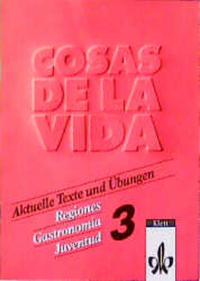 COSAS
DE LA
VIDA
Aktuelle Texte und Übungen
Regiones
Gastronomía
Juventud
3
Klett